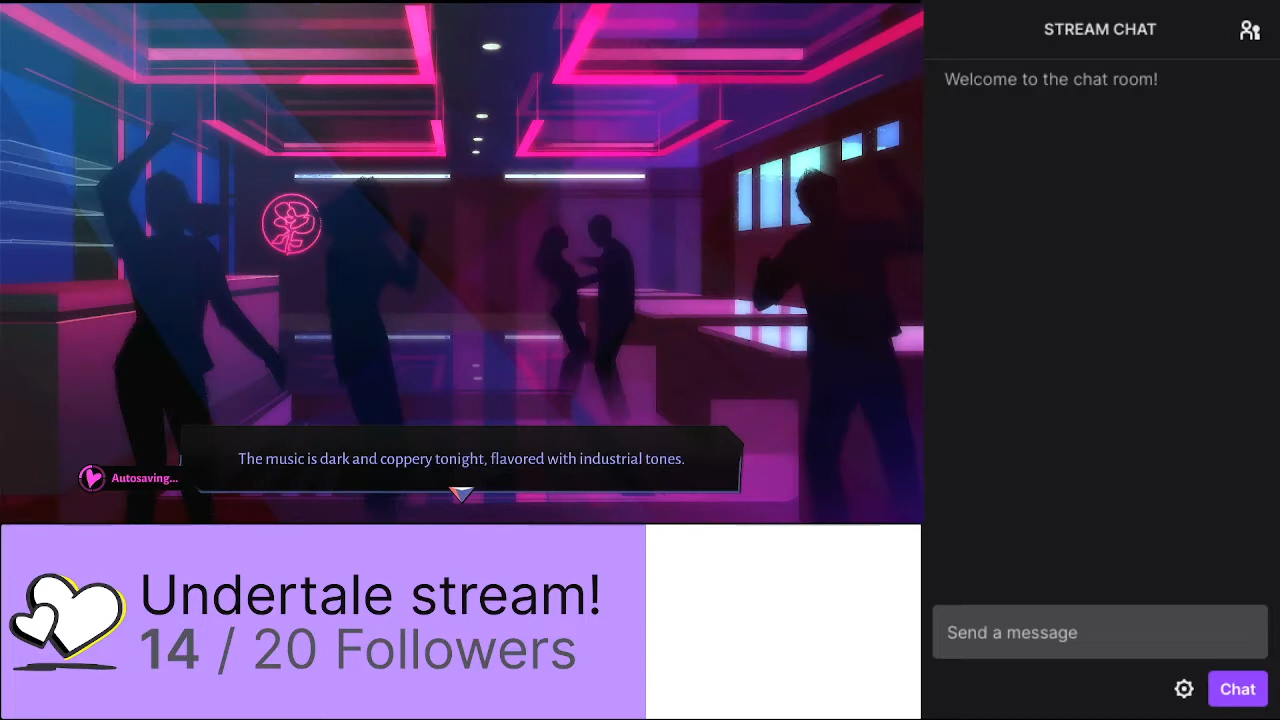 STREAM CHAT
Welcome to the chat room!
The music is dark and coppery tonight, flavored with industrial tones.
Autosaving...
Undertale stream!
14 / 20 Followers
Send a message
Chat